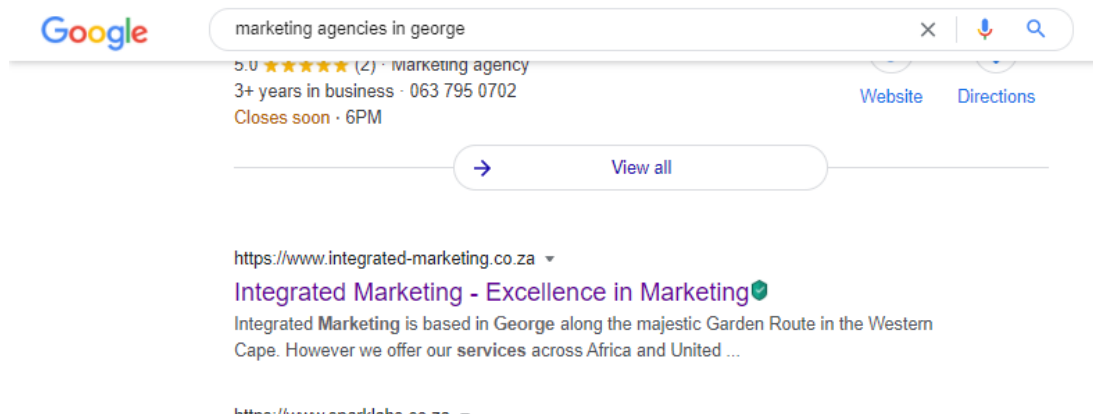 Google
marketing agencies in george
5.0 (2) · Marketing agency
3+ years in business · 063 795 0702
Closes soon · 6PM
Website
Directions
View all
https://www.integrated-marketing.co.za
Integrated Marketing - Excellence in Marketing
Integrated Marketing is based in George along the majestic Garden Route in the Western
Cape. However we offer our services across Africa and United ...